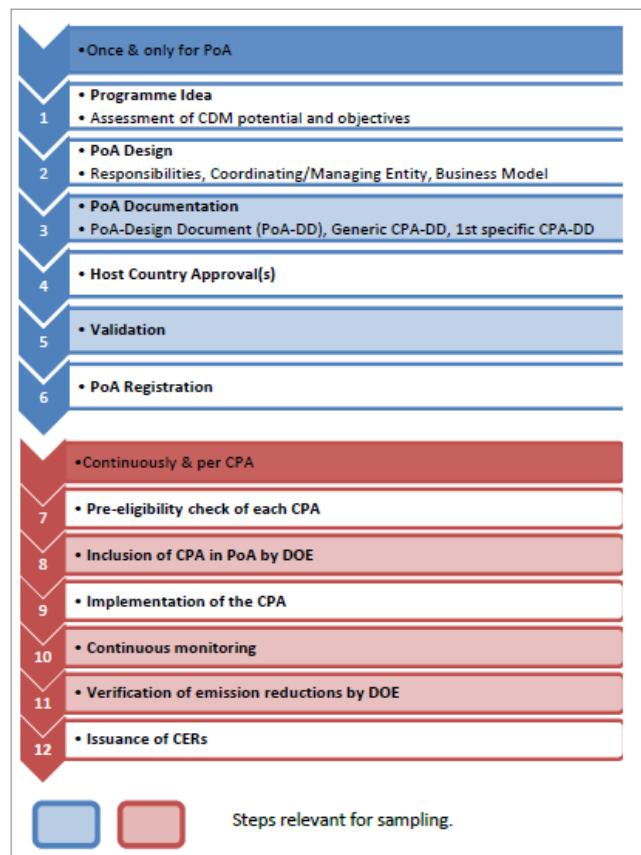 •Once & only for PoA
• Programme Idea
1
• Assessment of CDM potential and objectives
• PoA Design
2
• Responsibilities, Coordinating/Managing Entity, Business Model
• PoA Documentation
3
• PoA-Design Document (PoA-DD), Generic CPA-DD, 1st specific CPA-DD
4
• Host Country Approval(s)
5
• Validation
6
• PoA Registration
•Continuously & per CPA
7
• Pre-eligibility check of each CPA
8
• Inclusion of CPA in PoA by DOE
9
• Implementation of the CPA
10
• Continuous monitoring
11
• Verification of emission reductions by DOE
12
• Issuance of CERs
Steps relevant for sampling.